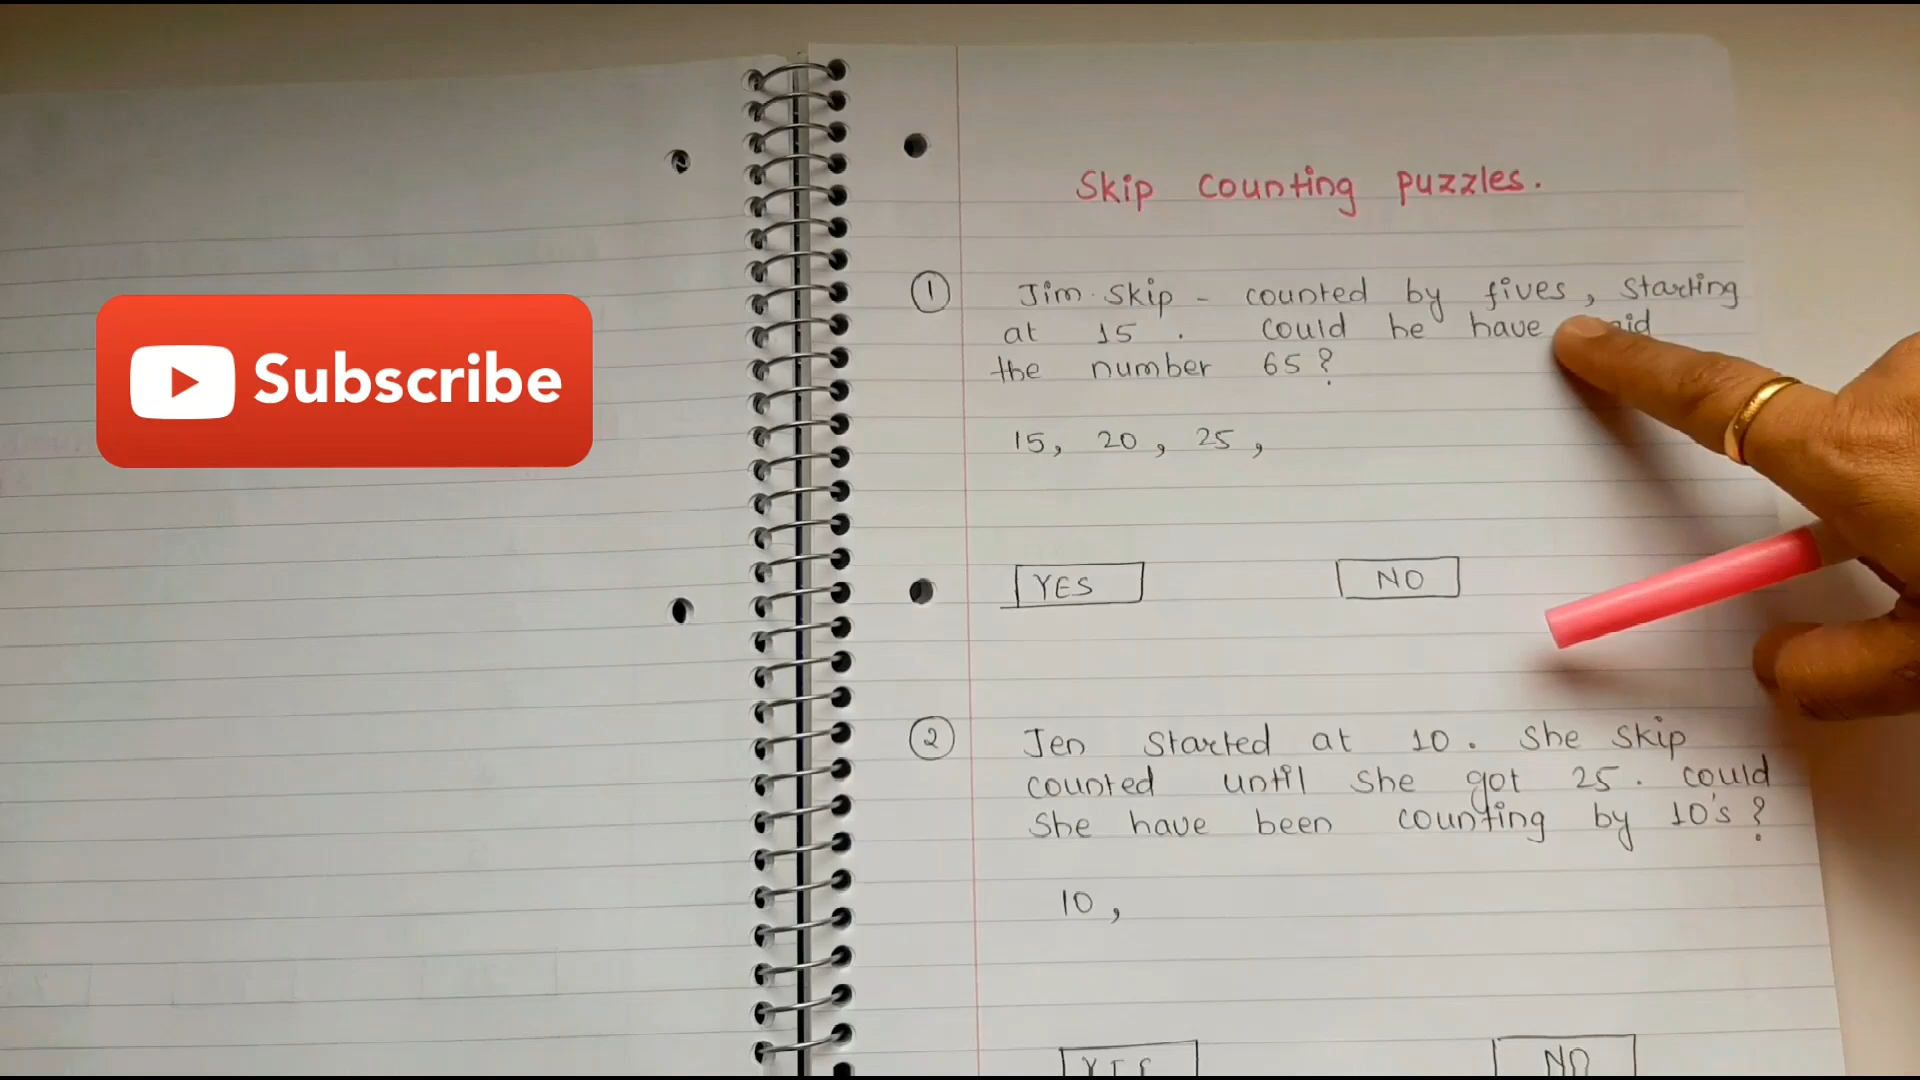 Subscribe
Skip counting puzzles.
1 Jim skip - counted by fives, starting
at 15. Could he have
the number 65?
15, 20, 25,
YES NO
2 Jen started at 10. She skip
counted until she got 25. could
She have been counting by 10's?
10,
YES NO